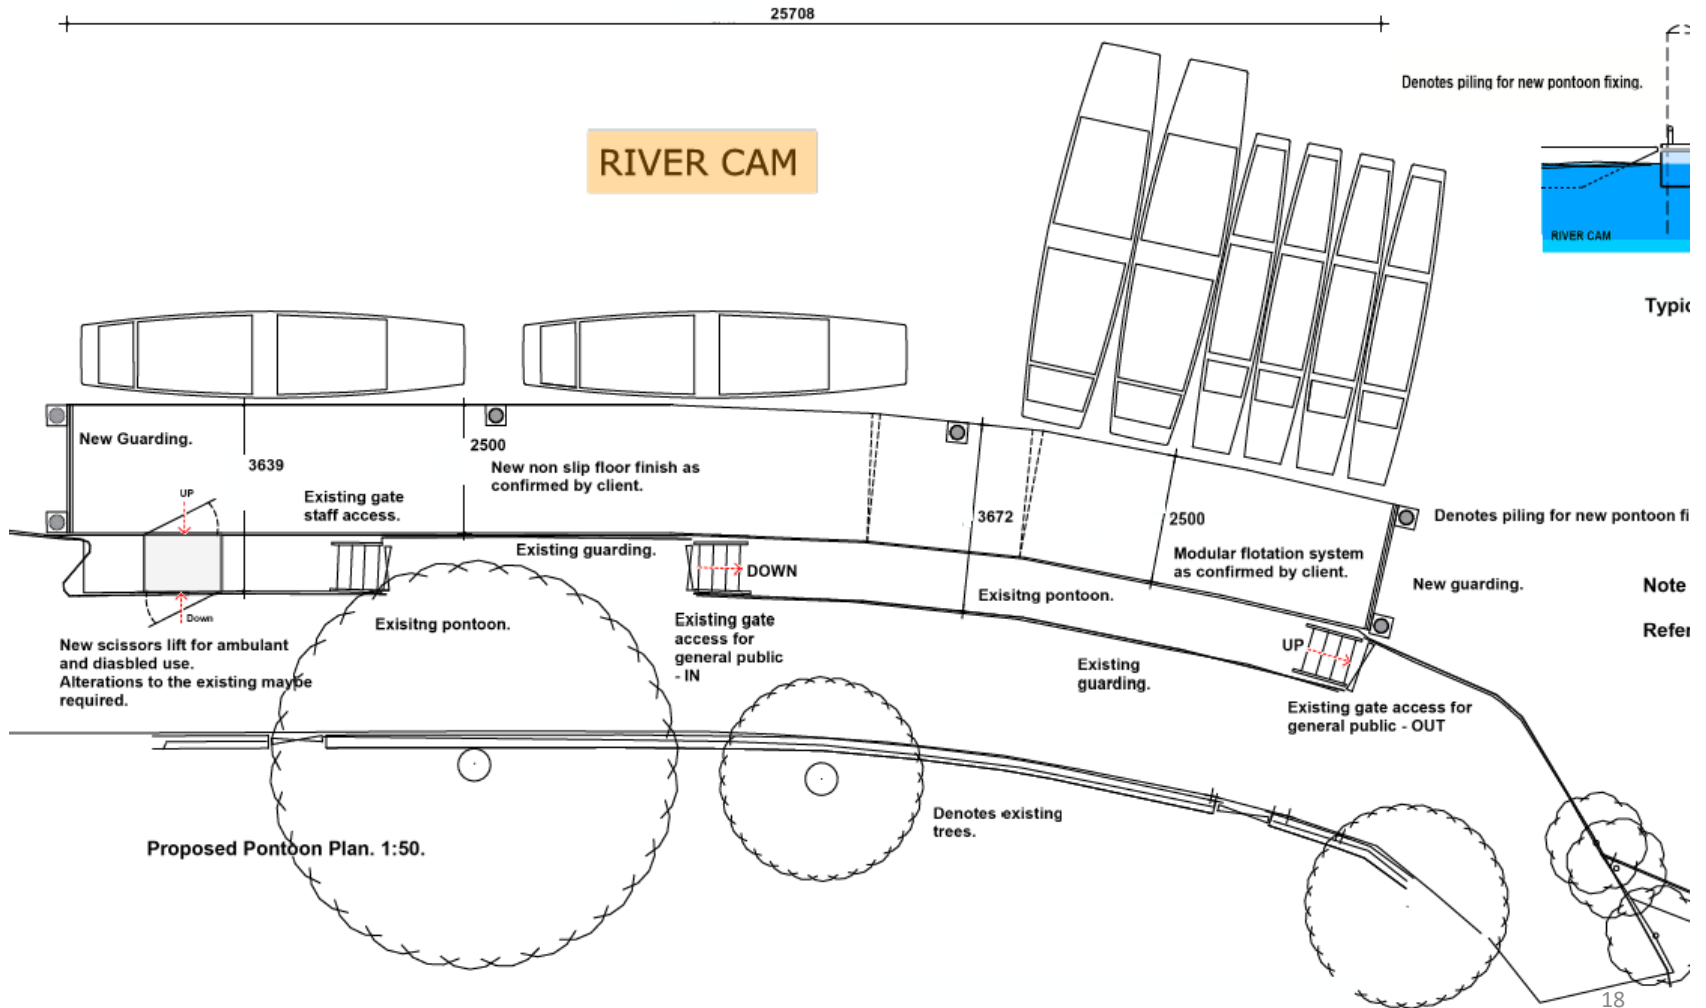 25708
Denotes piling for new pontoon fixing.
RIVER CAM
RIVER CAM
Typic
New Guarding.
3639
2500
New non slip floor finish as
confirmed by client.
UP
Existing gate
staff access.
3672
2500
Denotes piling for new pontoon fi
Existing guarding.
DOWN
Modular flotation system
as confirmed by client.
Exisitng pontoon.
New guarding.
Note
Down
Exisitng pontoon.
Existing gate
access for
general public
- IN
Refer
New scissors lift for ambulant
and diasbled use.
Alterations to the existing maybe
required.
UP
Existing
guarding.
Existing gate access for
general public - OUT
Denotes existing
trees.
Proposed Pontoon Plan. 1:50.
18